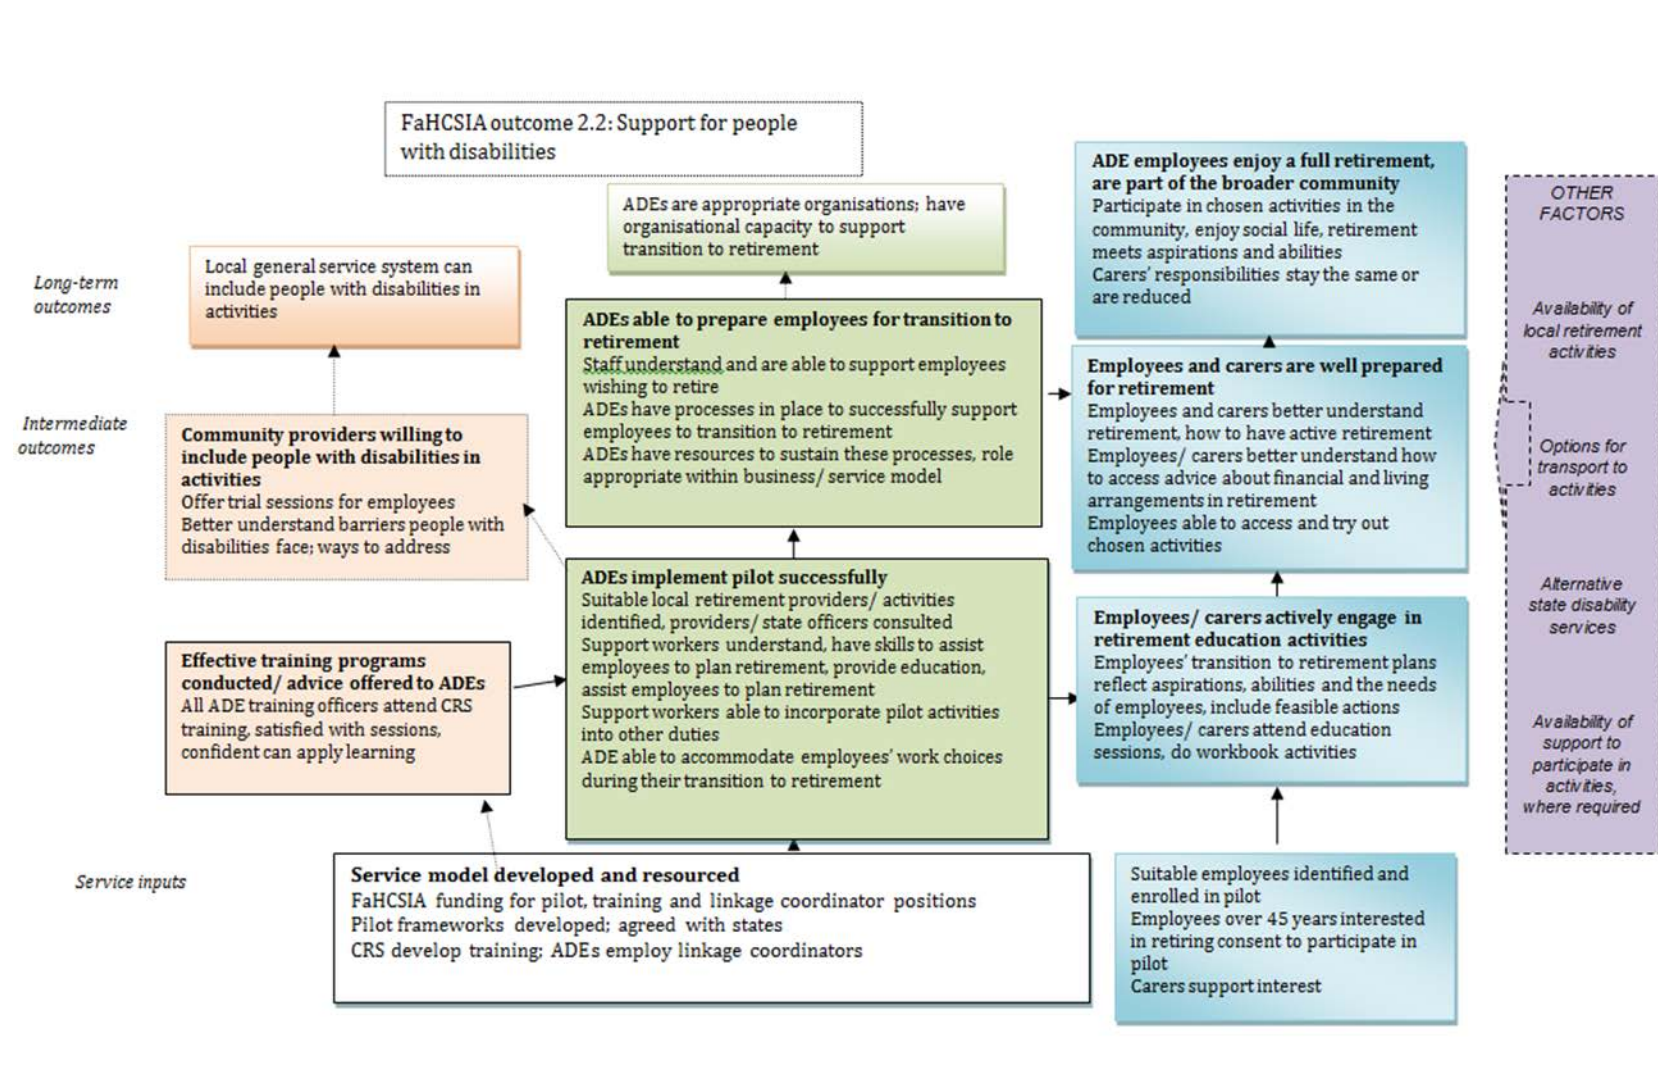 FaHCSIA outcome 2.2: Support for people
with disabilities
ADEs are appropriate organisations; have
organisational capacity to support
transition to retirement
ADE employees enjoy a full retirement,
are part of the broader community
Participate in chosen activities in the
community, enjoy social life, retirement
meets aspirations and abilities
Carers' responsibilities stay the same or
are reduced
OTHER
FACTORS
Availability of
local retirement
activities
Options for
transport to
activities
Alternative
state disability
services
Availability of
support to
participate in
activities,
where required
Long-term
outcomes
Local general service system can
include people with disabilities in
activities
ADEs able to prepare employees for transition to
retirement
Staff understand and are able to support employees
wishing to retire
ADEs have processes in place to successfully support
employees to transition to retirement
ADEs have resources to sustain these processes, role
appropriate within business/ service model
Employees and carers are well prepared
for retirement
Employees and carers better understand
retirement, how to have active retirement
Employees/ carers better understand how
to access advice about financial and living
arrangements in retirement
Employees able to access and try out
chosen activities
Intermediate
outcomes
Community providers willing to
include people with disabilities in
activities
Offer trial sessions for employees
Better understand barriers people with
disabilities face; ways to address
ADEs implement pilot successfully
Suitable local retirement providers/ activities
identified, providers/ state officers consulted
Support workers understand, have skills to assist
employees to plan retirement, provide education,
assist employees to plan retirement
Support workers able to incorporate pilot activities
into other duties
ADE able to accommodate employees' work choices
during their transition to retirement
Employees/ carers actively engage in
retirement education activities
Employees' transition to retirement plans
reflect aspirations, abilities and the needs
of employees, include feasible actions
Employees/ carers attend education
sessions, do workbook activities
Effective training programs
conducted/ advice offered to ADEs
All ADE training officers attend CRS
training, satisfied with sessions,
confident can apply learning
Service inputs
Service model developed and resourced
FaHCSIA funding for pilot, training and linkage coordinator positions
Pilot frameworks developed; agreed with states
CRS develop training; ADEs employ linkage coordinators
Suitable employees identified and
enrolled in pilot
Employees over 45 years interested
in retiring consent to participate in
pilot
Carers support interest